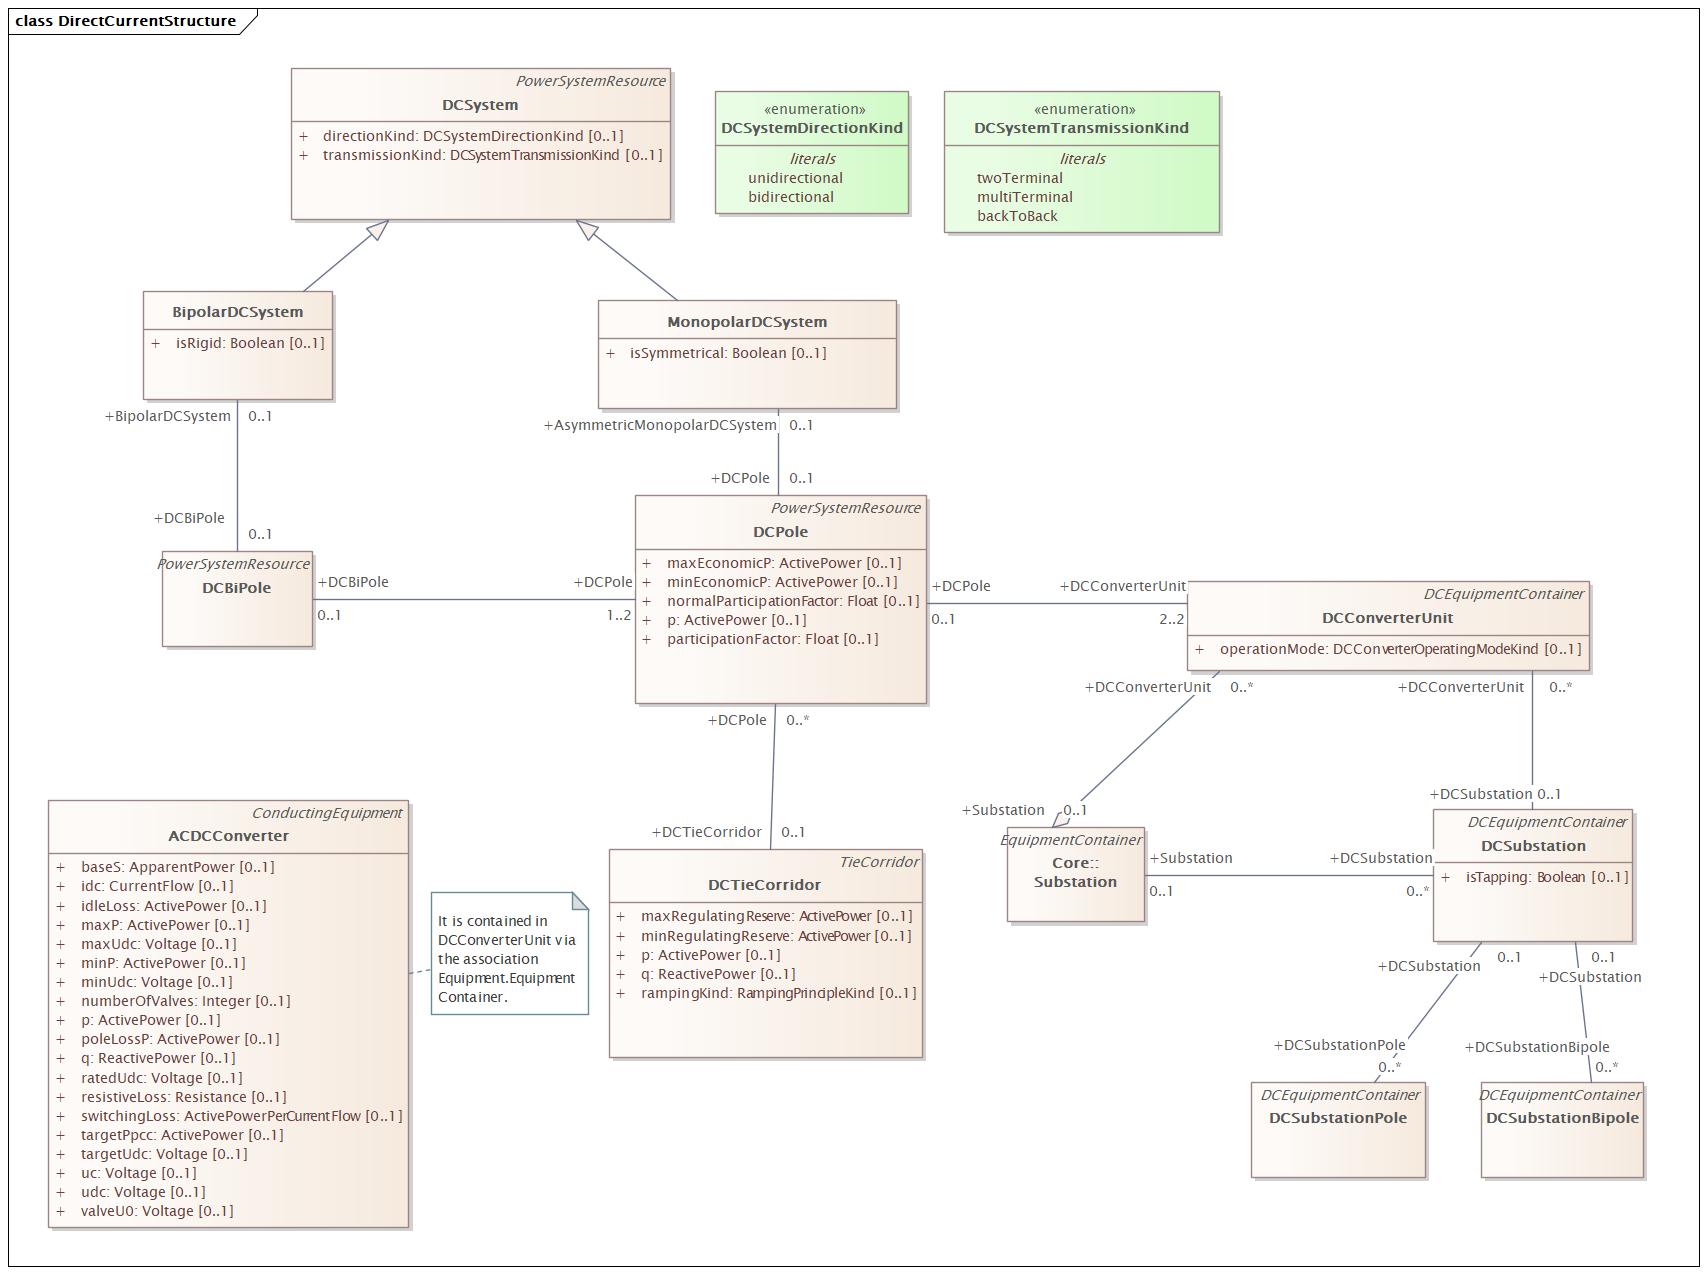 class DirectCurrentStructure
PowerSystemResource
DCSystem
+ directionKind: DCSystemDirectionKind [0..1]
+ transmissionKind: DCSystemTransmissionKind [0..1]
«enumeration»
DCSystemDirectionKind
literals
unidirectional
bidirectional
«enumeration»
DCSystemTransmissionKind
literals
twoTerminal
multiTerminal
backToBack
BipolarDCSystem
+ isRigid: Boolean [0..1]
MonopolarDCSystem
+ isSymmetrical: Boolean [0..1]
+BipolarDCSystem 0..1
+AsymmetricMonopolarDCSystem 0..1
+DCPole 0..1
+DCBiPole
0..1
PowerSystemResource
DCBiPole
+DCBiPole
0..1
+DCPole
1..2
PowerSystemResource
DCPole
+ maxEconomicP: ActivePower [0..1]
+ minEconomicP: ActivePower [0..1]
+ normalParticipationFactor: Float [0..1]
+ p: ActivePower [0..1]
+ participationFactor: Float [0..1]
+DCPole
0..1
+DCConverterUnit
2..2
DCEquipmentContainer
DCConverterUnit
+ operationMode: DCConverterOperatingModeKind [0..1]
+DCConverterUnit 0..*
+DCConverterUnit 0..*
+DCPole 0..*
+DCTieCorridor 0..1
+Substation 0..1
+DCSubstation 0..1
ConductingEquipment
ACDCConverter
+ baseS: ApparentPower [0..1]
+ idc: CurrentFlow [0..1]
+ idleLoss: ActivePower [0..1]
+ maxP: ActivePower [0..1]
+ maxUdc: Voltage [0..1]
+ minP: ActivePower [0..1]
+ minUdc: Voltage [0..1]
+ numberOfValves: Integer [0..1]
+ p: ActivePower [0..1]
+ poleLossP: ActivePower [0..1]
+ q: ReactivePower [0..1]
+ ratedUdc: Voltage [0..1]
+ resistiveLoss: Resistance [0..1]
+ switchingLoss: ActivePowerPerCurrentFlow [0..1]
+ targetPpcc: ActivePower [0..1]
+ targetUdc: Voltage [0..1]
+ uc: Voltage [0..1]
+ udc: Voltage [0..1]
+ valveU0: Voltage [0..1]
It is contained in
DCConverterUnit via
the association
Equipment.Equipment
Container.
TieCorridor
DCTieCorridor
+ maxRegulatingReserve: ActivePower [0..1]
+ minRegulatingReserve: ActivePower [0..1]
+ p: ActivePower [0..1]
+ q: ReactivePower [0..1]
+ rampingKind: RampingPrincipleKind [0..1]
EquipmentContainer
Core::
Substation
+Substation
0..1
+DCSubstation
0..*
DCEquipmentContainer
DCSubstation
+ isTapping: Boolean [0..1]
+DCSubstation 0..1
0..1
+DCSubstation
+DCSubstationPole
0..*
+DCSubstationBipole
0..*
DCEquipmentContainer
DCSubstationPole
DCEquipmentContainer
DCSubstationBipole